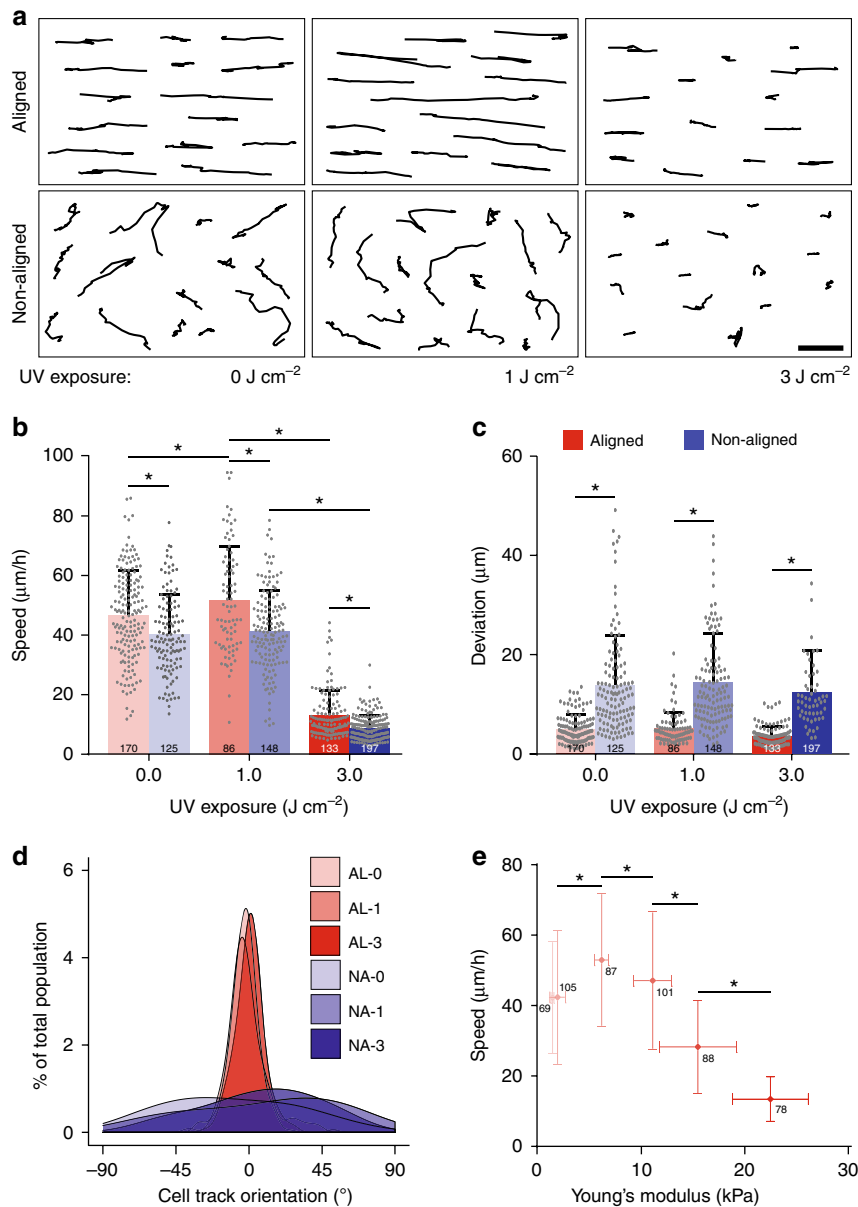 a
Aligned
Non-aligned
UV exposure: 0 J cm⁻² 1 J cm⁻² 3 J cm⁻²
b
Speed (μm/h)
100
80
60
40
20
0
* * * * * *
170 125 86 148 133 197
0.0 1.0 3.0
UV exposure (J cm⁻²)
c
Aligned Non-aligned
Deviation (μm)
60
40
20
0
* * *
170 125 86 148 133 197
0.0 1.0 3.0
UV exposure (J cm⁻²)
d
% of total population
6
4
2
0
AL-0
AL-1
AL-3
NA-0
NA-1
NA-3
−90 −45 0 45 90
Cell track orientation (°)
e
Speed (μm/h)
80
60
40
20
0
* * * *
69 105 87 101 88 78
0 10 20 30
Young's modulus (kPa)